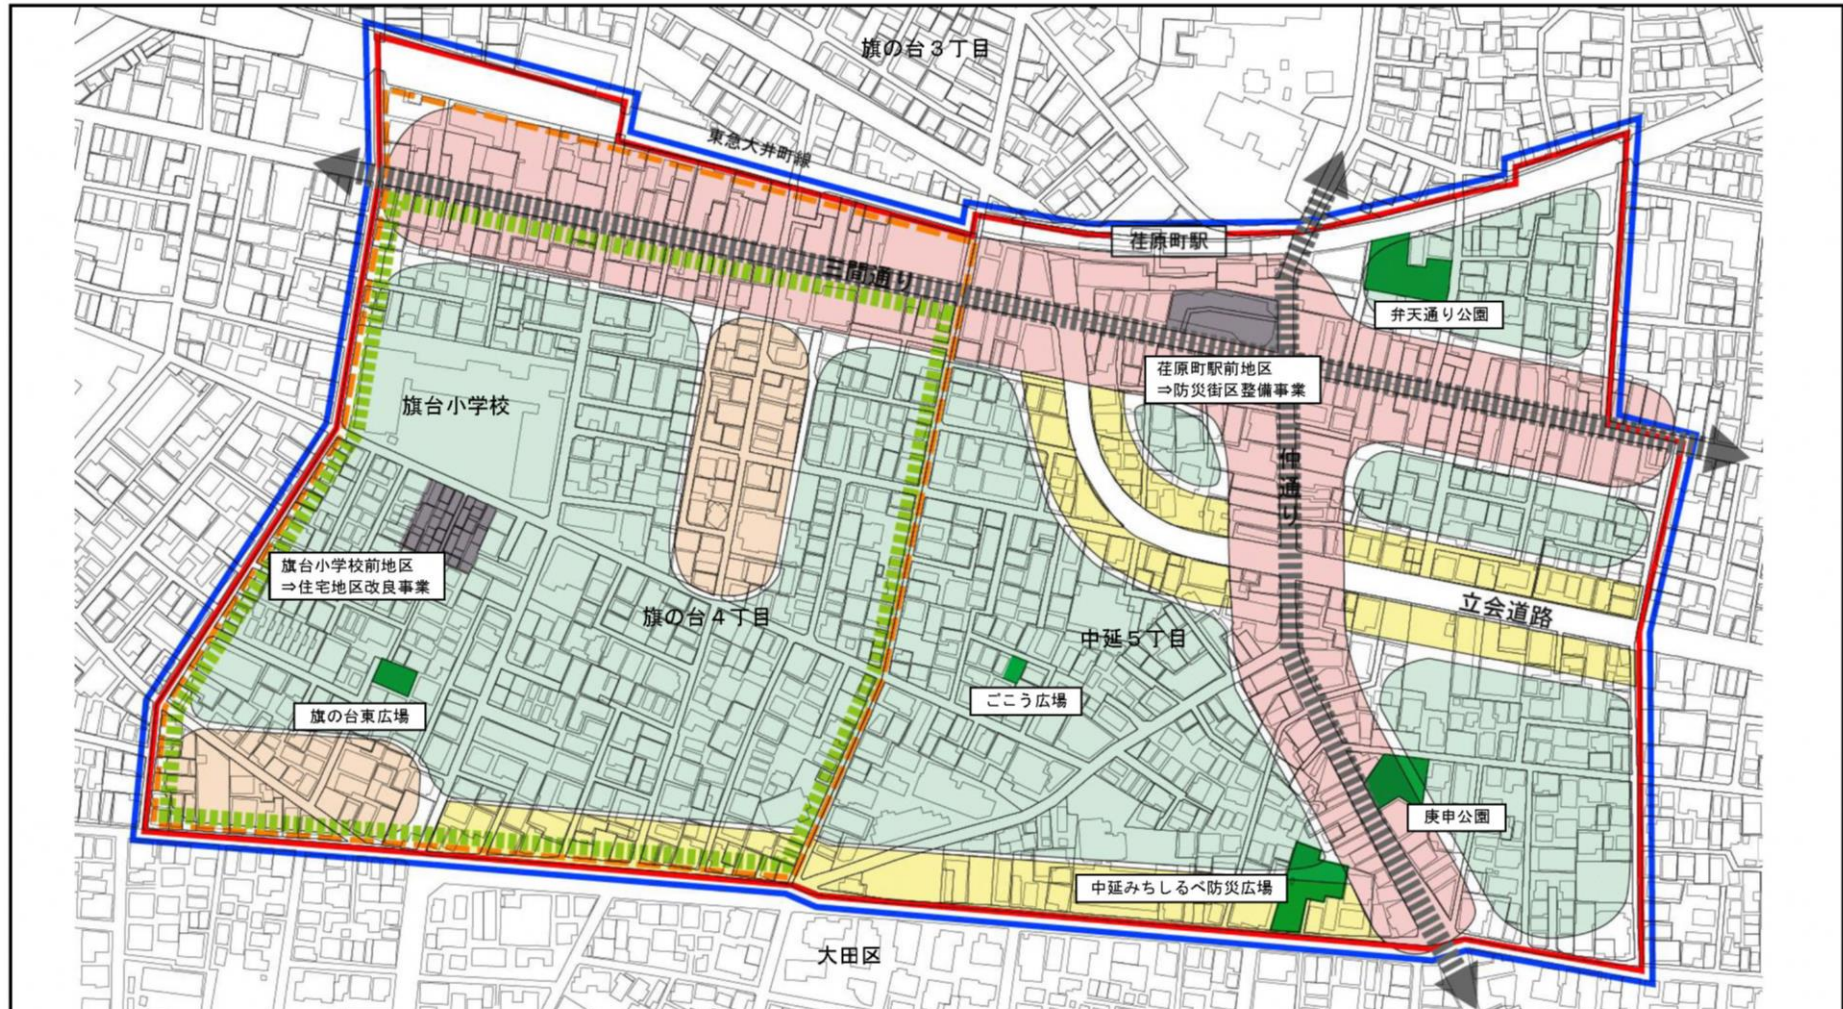 旗の台3丁目
東急大井町線
荏原町駅
三間通り
弁天通り公園
荏原町駅前地区
⇒防災街区整備事業
旗台小学校
仲通り
旗台小学校前地区
⇒住宅地区改良事業
立会道路
旗の台4丁目
中延5丁目
ごこう広場
旗の台東広場
庚申公園
中延みちしるべ防災広場
大田区